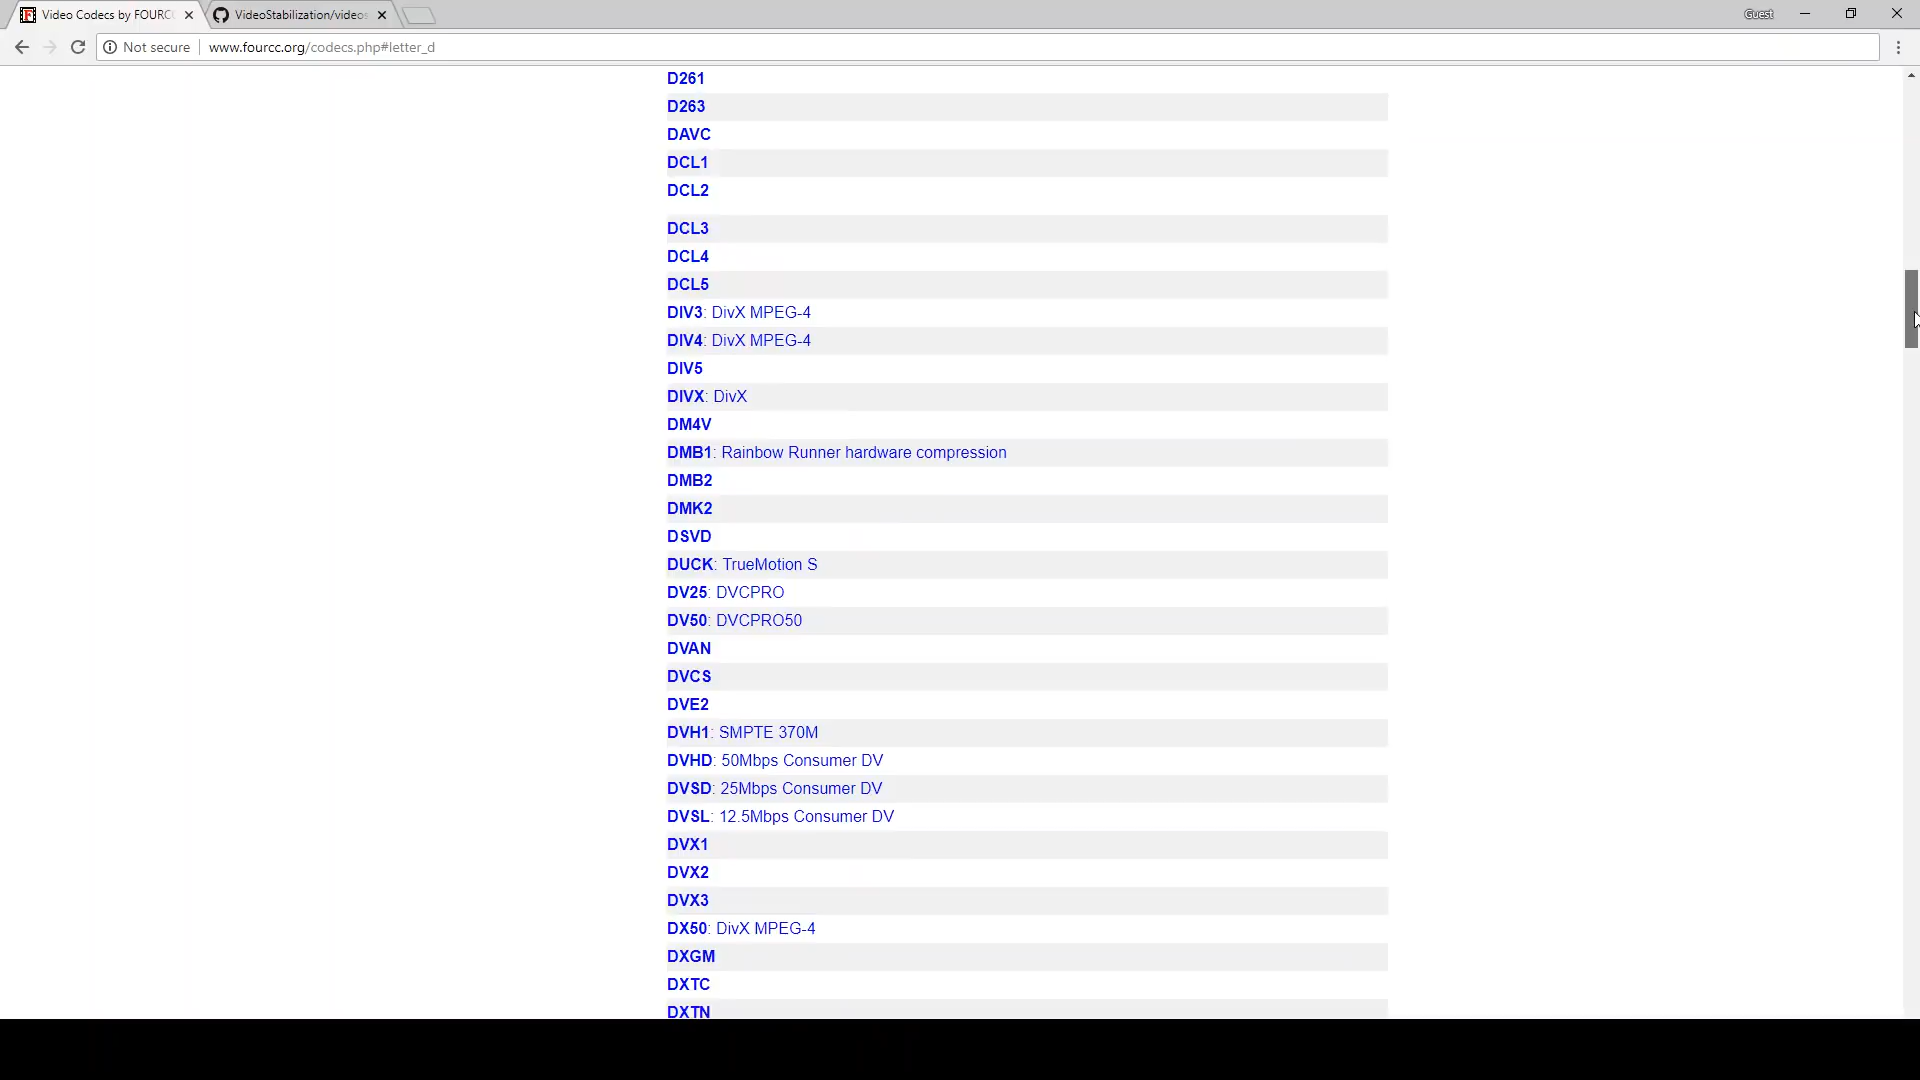 Video Codecs by FOURCC
VideoStabilization/videos
Guest
Not secure
www.fourcc.org/codecs.php#letter_d
D261
D263
DAVC
DCL1
DCL2
DCL3
DCL4
DCL5
DIV3: DivX MPEG-4
DIV4: DivX MPEG-4
DIV5
DIVX: DivX
DM4V
DMB1: Rainbow Runner hardware compression
DMB2
DMK2
DSVD
DUCK: TrueMotion S
DV25: DVCPRO
DV50: DVCPRO50
DVAN
DVCS
DVE2
DVH1: SMPTE 370M
DVHD: 50Mbps Consumer DV
DVSD: 25Mbps Consumer DV
DVSL: 12.5Mbps Consumer DV
DVX1
DVX2
DVX3
DX50: DivX MPEG-4
DXGM
DXTC
DXTN